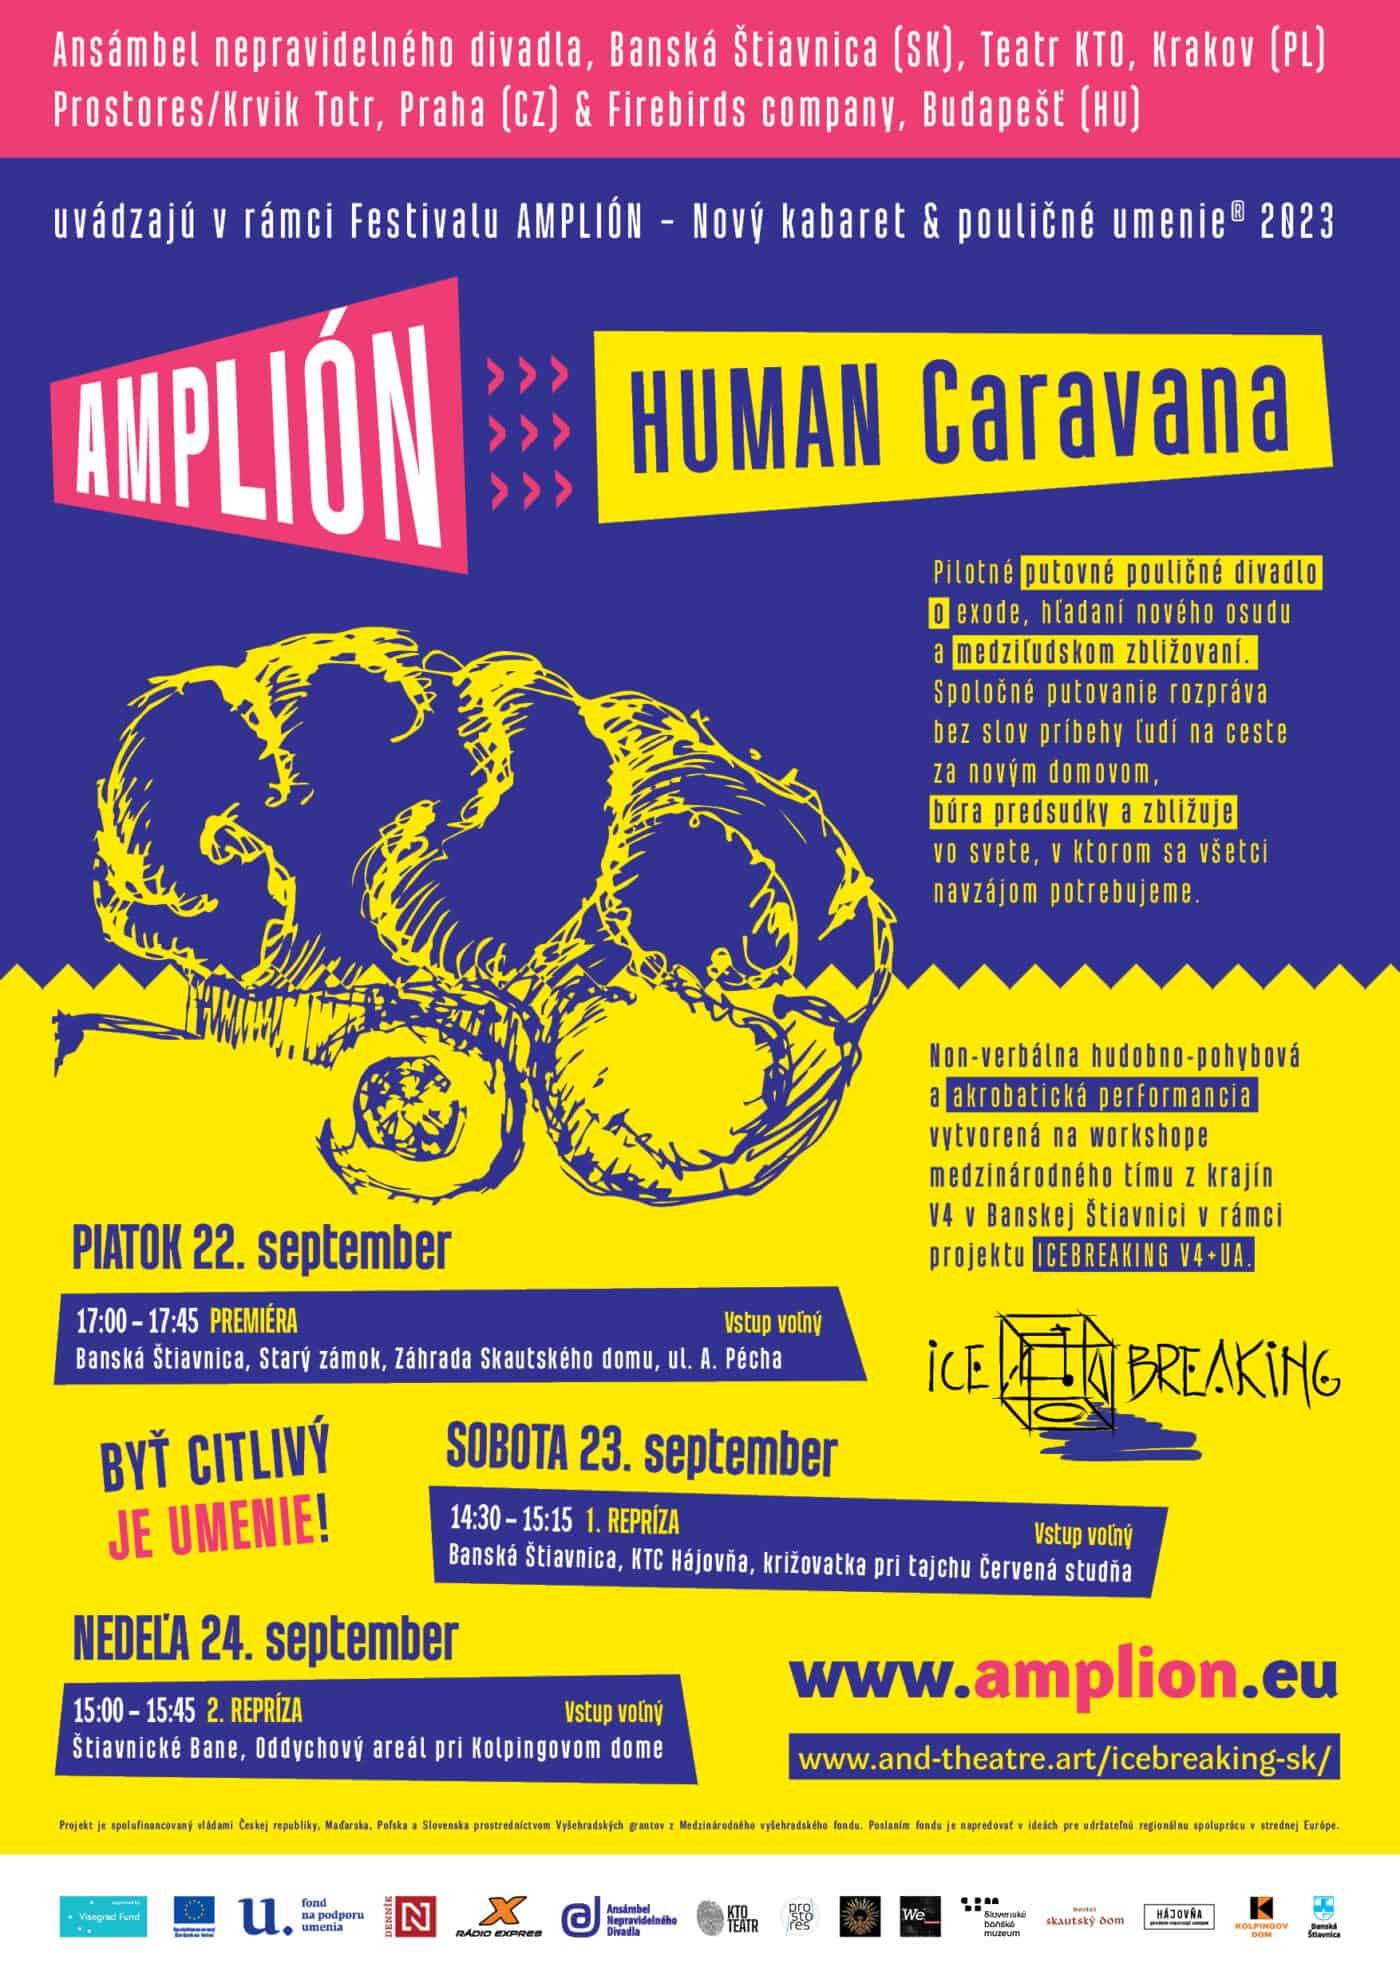 Ansámbel nepravidelného divadla, Banská Štiavnica (SK), Teatr KTO, Krakov (PL)
Prostores/Krvik Totr, Praha (CZ) & Firebirds company, Budapešť (HU)
uvádzajú v rámci Festivalu AMPLIÓN – Nový kabaret & pouličné umenie® 2023
AMPLIÓN
HUMAN Caravana
Pilotné putovné pouličné divadlo
o exode, hľadaní nového osudu
a medziľudskom zbližovaní.
Spoločné putovanie rozpráva
bez slov príbehy ľudí na ceste
za novým domovom,
búra predsudky a zbližuje
vo svete, v ktorom sa všetci
navzájom potrebujeme.
Non-verbálna hudobno-pohybová
a akrobatická performancia
vytvorená na workshope
medzinárodného tímu z krajín
V4 v Banskej Štiavnici v rámci
projektu ICEBREAKING V4+UA.
ICE BREAKING
PIATOK 22. september
17:00 – 17:45 PREMIÉRA Vstup voľný
Banská Štiavnica, Starý zámok, Záhrada Skautského domu, ul. A. Pécha
BYŤ CITLIVÝ
JE UMENIE!
SOBOTA 23. september
14:30 – 15:15 1. REPRÍZA Vstup voľný
Banská Štiavnica, KTC Hájovňa, križovatka pri tajchu Červená studňa
NEDEĽA 24. september
15:00 – 15:45 2. REPRÍZA Vstup voľný
Štiavnické Bane, Oddychový areál pri Kolpingovom dome
www.amplion.eu
www.and-theatre.art/icebreaking-sk/
Projekt je spolufinancovaný vládami Českej republiky, Maďarska, Poľska a Slovenska prostredníctvom Vyšehradských grantov z Medzinárodného vyšehradského fondu. Poslaním fondu je napredovať v ideách pre udržateľnú regionálnu spoluprácu v strednej Európe.
Visegrad Fund
u. fond
na podporu
umenia
DENNÍK N
RÁDIO EXPRES
Ansámbel
Nepravidelného
Divadla
KTO
TEATR
pro
sto
res
We_
Slovenské
banské
muzeum
hostel
skautský dom
HÁJOVŇA
KOLPINGOV
DOM
Banská
Štiavnica